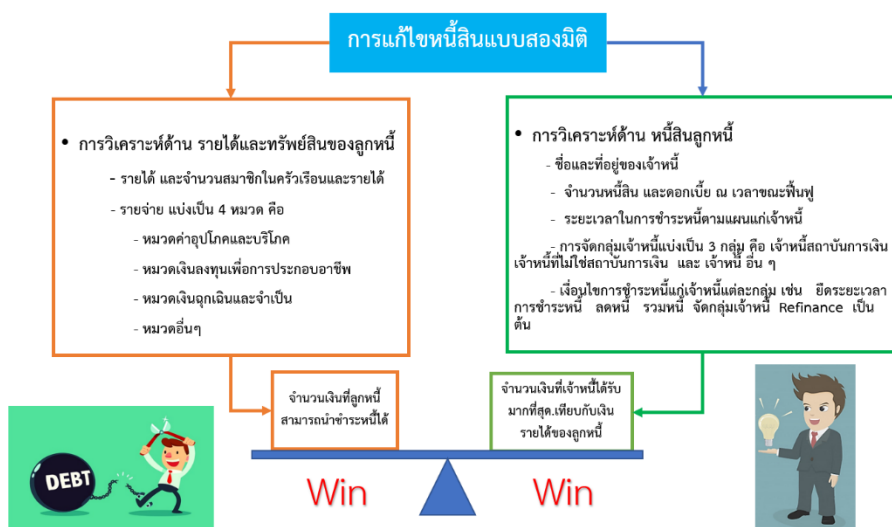 การแก้ไขหนี้สินแบบสองมิติ
• การวิเคราะห์ด้าน รายได้และทรัพย์สินของลูกหนี้
- รายได้ และจำนวนสมาชิกในครัวเรือนและรายได้
- รายจ่าย แบ่งเป็น 4 หมวด คือ
- หมวดค่าอุปโภคและบริโภค
- หมวดเงินลงทุนเพื่อการประกอบอาชีพ
- หมวดเงินฉุกเฉินและจำเป็น
- หมวดอื่นๆ
• การวิเคราะห์ด้าน หนี้สินลูกหนี้
- ชื่อและที่อยู่ของเจ้าหนี้
- จำนวนหนี้สิน และดอกเบี้ย ณ เวลาขณะฟื้นฟู
- ระยะเวลาในการชำระหนี้ตามแผนแก่เจ้าหนี้
- การจัดกลุ่มเจ้าหนี้แบ่งเป็น 3 กลุ่ม คือ เจ้าหนี้สถาบันการเงิน
เจ้าหนี้ที่ไม่ใช่สถาบันการเงิน และ เจ้าหนี้ อื่น ๆ
- เงื่อนไขการชำระหนี้แก่เจ้าหนี้แต่ละกลุ่ม เช่น ยืดระยะเวลา
การชำระหนี้ ลดหนี้ รวมหนี้ จัดกลุ่มเจ้าหนี้ Refinance เป็น
ต้น
จำนวนเงินที่ลูกหนี้
สามารถนำชำระหนี้ได้
จำนวนเงินที่เจ้าหนี้ได้รับ
มากที่สุด.เทียบกับเงิน
รายได้ของลูกหนี้
DEBT
Win
Win